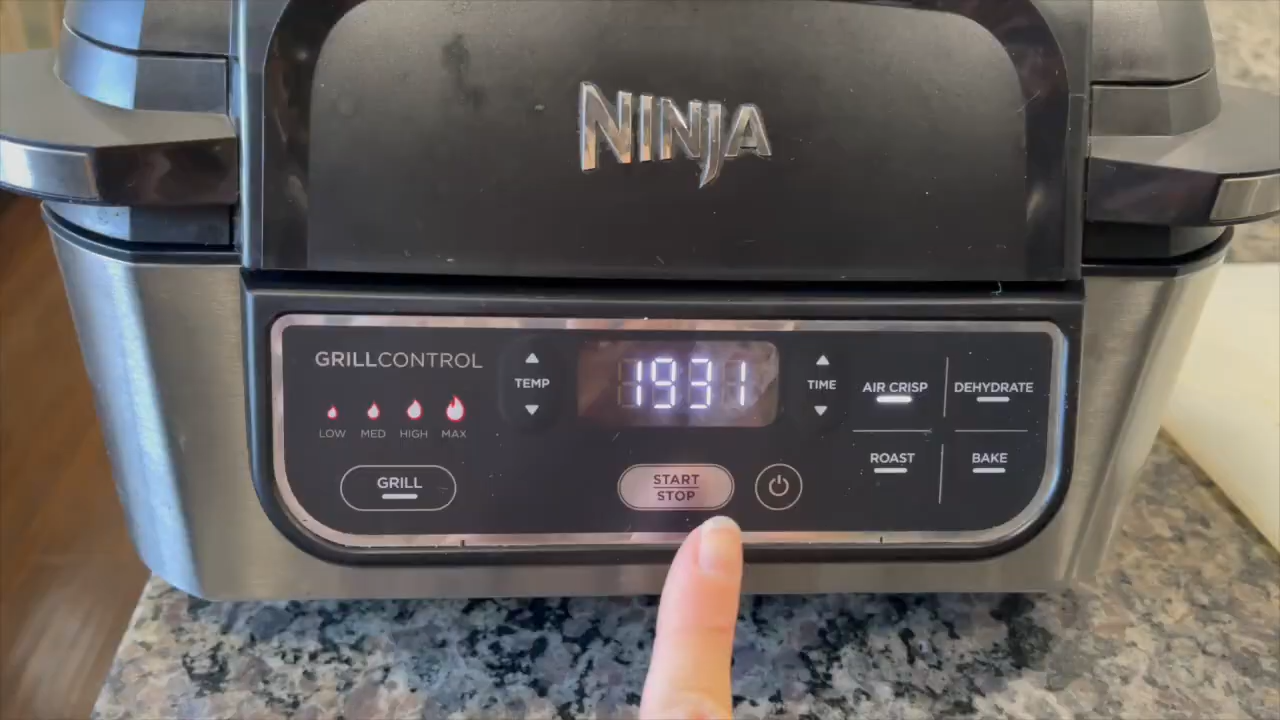 NINJA
GRILLCONTROL
LOW MED HIGH MAX
GRILL
TEMP
1931
TIME
START
STOP
AIR CRISP
DEHYDRATE
ROAST
BAKE